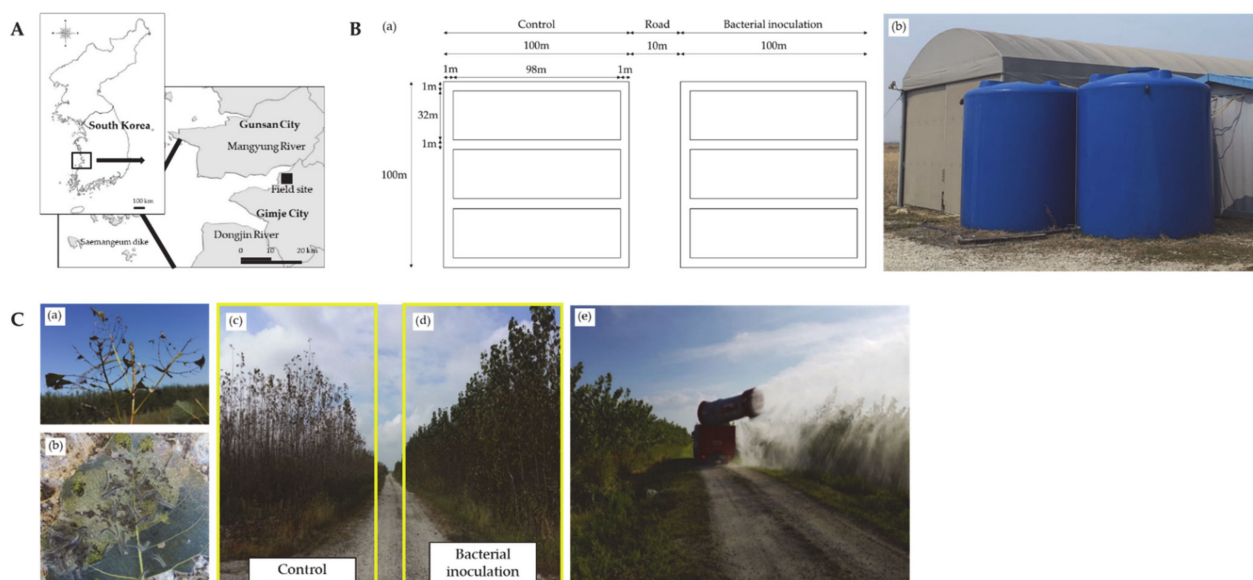 A
South Korea
100 km
Gunsan City
Mangyung River
Field site
Gimje City
Dongjin River
Saemangeum dike
0 10 20 km
B
(a)
Control
Road
Bacterial inoculation
100m
10m
100m
1m
98m
1m
1m
32m
1m
100m
(b)
C
(a)
(b)
(c)
Control
(d)
Bacterial
inoculation
(e)